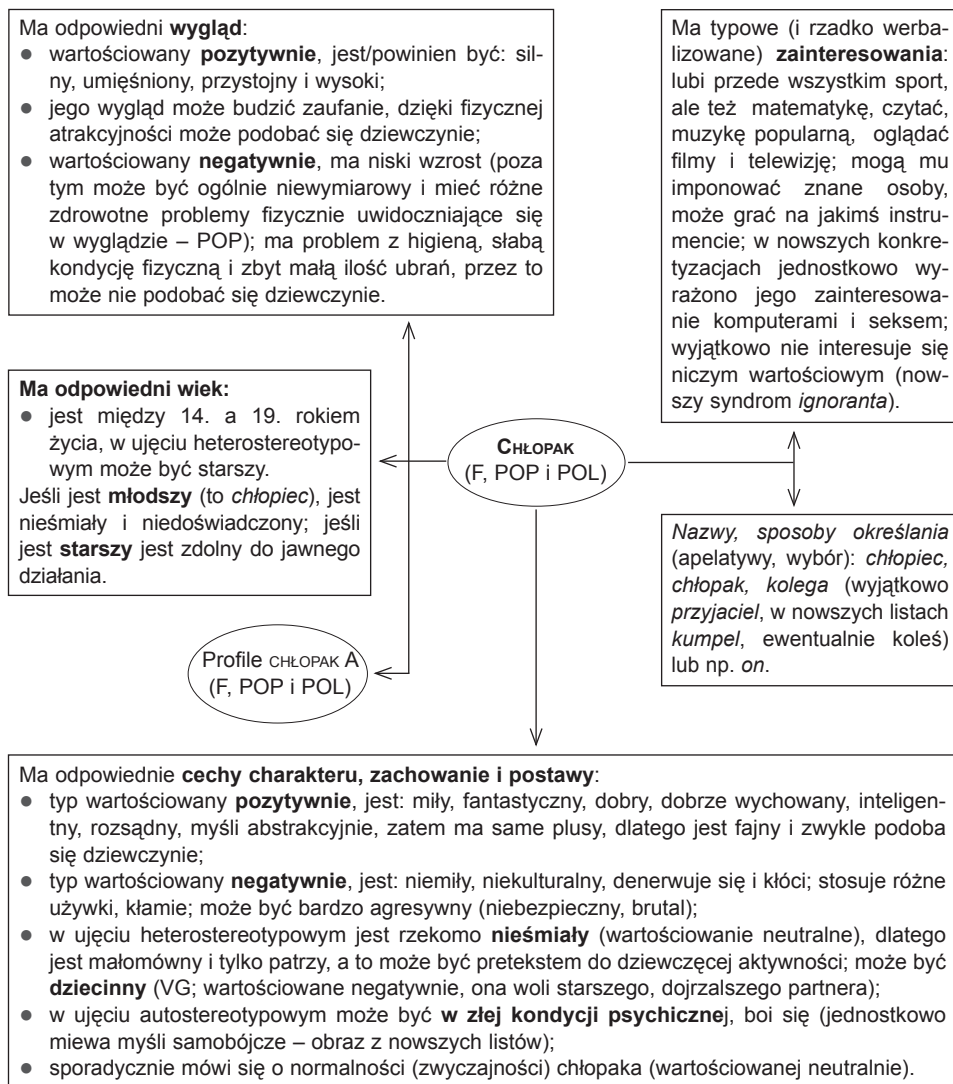 Ma odpowiedni wygląd:
● wartościowany pozytywnie, jest/powinien być: sil-
ny, umięśniony, przystojny i wysoki;
● jego wygląd może budzić zaufanie, dzięki fizycznej
atrakcyjności może podobać się dziewczynie;
● wartościowany negatywnie, ma niski wzrost (poza
tym może być ogólnie niewymiarowy i mieć różne
zdrowotne problemy fizycznie uwidoczniające się
w wyglądzie – POP); ma problem z higieną, słabą
kondycję fizyczną i zbyt małą ilość ubrań, przez to
może nie podobać się dziewczynie.
Ma typowe (i rzadko werba-
lizowane) zainteresowania:
lubi przede wszystkim sport,
ale też matematykę, czytać,
muzykę popularną, oglądać
filmy i telewizję; mogą mu
imponować znane osoby,
może grać na jakimś instru-
mencie; w nowszych konkre-
tyzacjach jednostkowo wy-
rażono jego zainteresowa-
nie komputerami i seksem;
wyjątkowo nie interesuje się
niczym wartościowym (now-
szy syndrom ignoranta).
Ma odpowiedni wiek:
● jest między 14. a 19. rokiem
życia, w ujęciu heterostereotypo-
wym może być starszy.
Jeśli jest młodszy (to chłopiec), jest
nieśmiały i niedoświadczony; jeśli
jest starszy jest zdolny do jawnego
działania.
CHŁOPAK
(F, POP i POL)
Nazwy, sposoby określania
(apelatywy, wybór): chłopiec,
chłopak, kolega (wyjątkowo
przyjaciel, w nowszych listach
kumpel, ewentualnie koleś)
lub np. on.
Profile CHŁOPAK A
(F, POP i POL)
Ma odpowiednie cechy charakteru, zachowanie i postawy:
● typ wartościowany pozytywnie, jest: miły, fantastyczny, dobry, dobrze wychowany, inteligen-
tny, rozsądny, myśli abstrakcyjnie, zatem ma same plusy, dlatego jest fajny i zwykle podoba
się dziewczynie;
● typ wartościowany negatywnie, jest: niemiły, niekulturalny, denerwuje się i kłóci; stosuje różne
używki, kłamie; może być bardzo agresywny (niebezpieczny, brutal);
● w ujęciu heterostereotypowym jest rzekomo nieśmiały (wartościowanie neutralne), dlatego
jest małomówny i tylko patrzy, a to może być pretekstem do dziewczęcej aktywności; może być
dziecinny (VG; wartościowane negatywnie, ona woli starszego, dojrzalszego partnera);
● w ujęciu autostereotypowym może być w złej kondycji psychicznej, boi się (jednostkowo
miewa myśli samobójcze – obraz z nowszych listów);
● sporadycznie mówi się o normalności (zwyczajności) chłopaka (wartościowanej neutralnie).